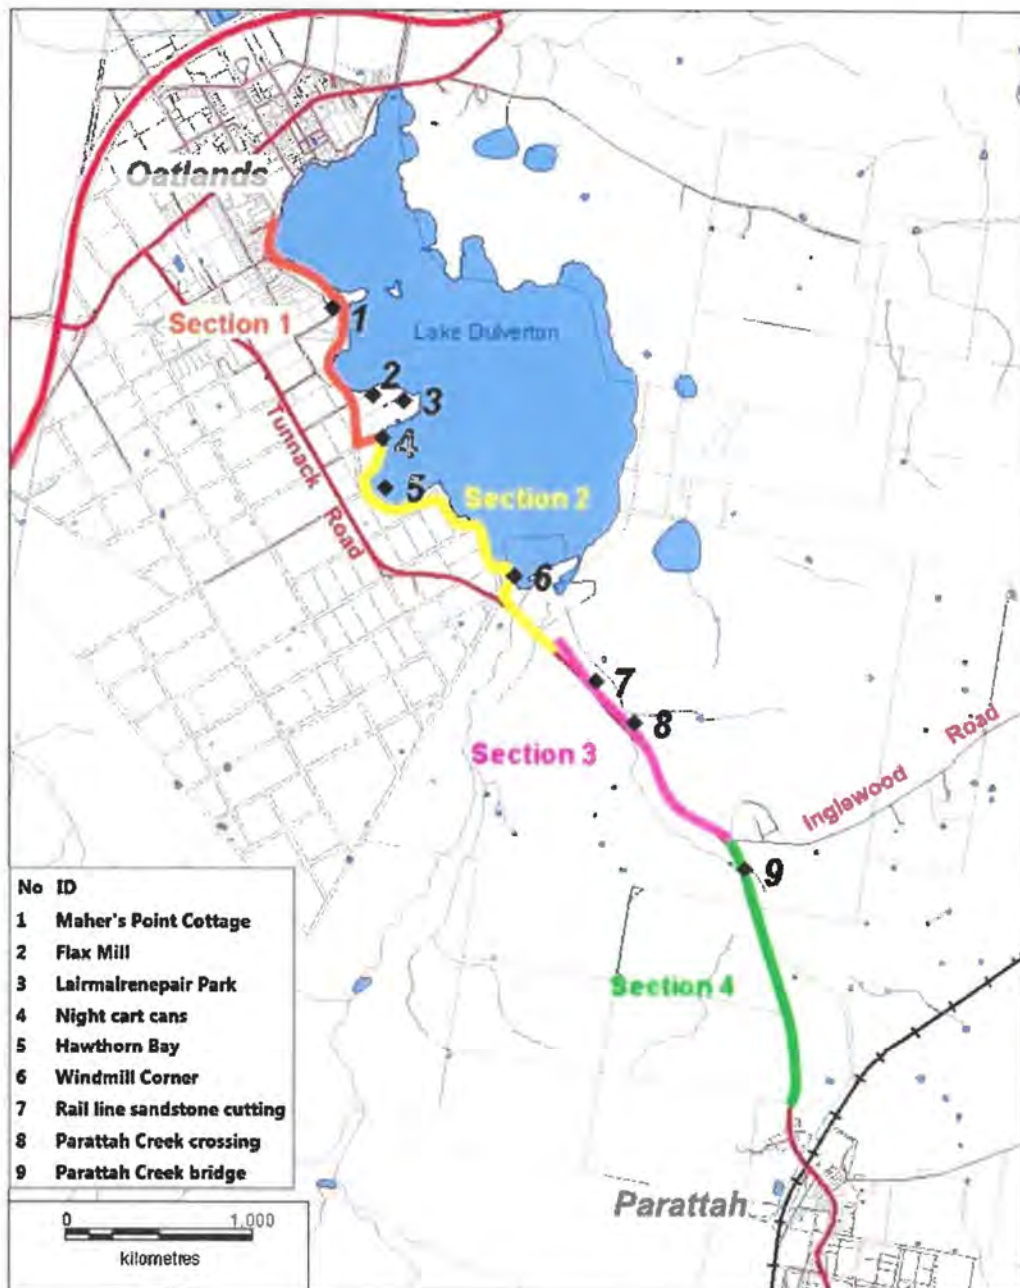 Oatlands
Section 1
1
Lake Dulverton
2
3
4
Tunnack
Road
5
Section 2
6
7
8
Section 3
Inglewood
Road
9
Section 4
Parattah
No ID
1 Maher's Point Cottage
2 Flax Mill
3 Lairmairenepair Park
4 Night cart cans
5 Hawthorn Bay
6 Windmill Corner
7 Rail line sandstone cutting
8 Parattah Creek crossing
9 Parattah Creek bridge
0 1,000
kilometres